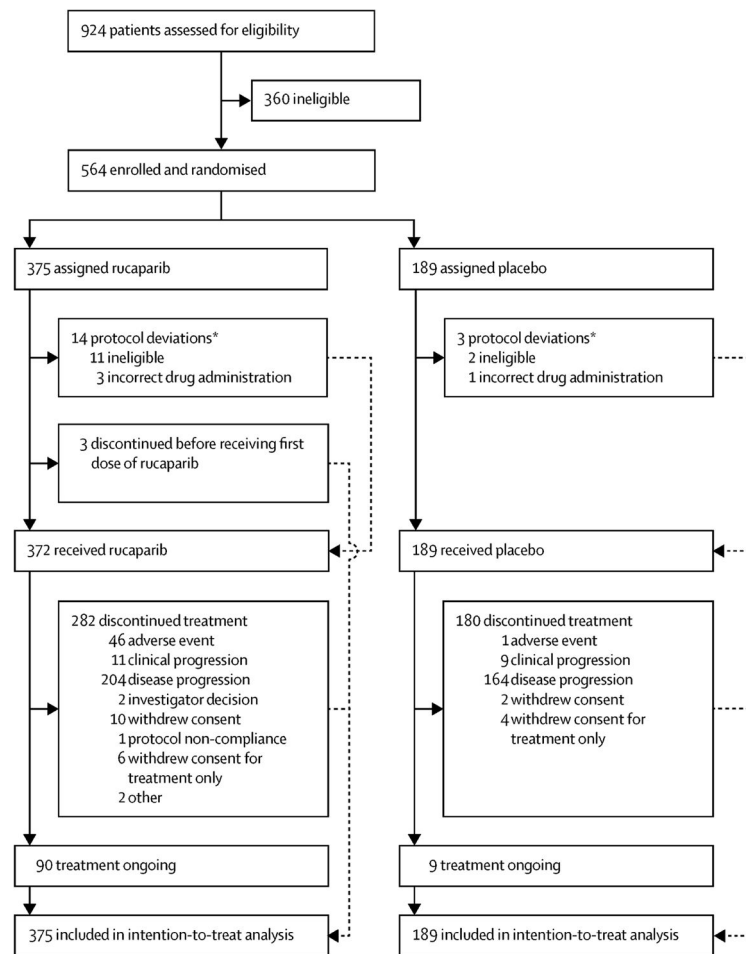 924 patients assessed for eligibility
360 ineligible
564 enrolled and randomised
375 assigned rucaparib
189 assigned placebo
14 protocol deviations*
11 ineligible
3 incorrect drug administration
3 protocol deviations*
2 ineligible
1 incorrect drug administration
3 discontinued before receiving first
dose of rucaparib
372 received rucaparib
189 received placebo
282 discontinued treatment
46 adverse event
11 clinical progression
204 disease progression
2 investigator decision
10 withdrew consent
1 protocol non-compliance
6 withdrew consent for
treatment only
2 other
180 discontinued treatment
1 adverse event
9 clinical progression
164 disease progression
2 withdrew consent
4 withdrew consent for
treatment only
90 treatment ongoing
9 treatment ongoing
375 included in intention-to-treat analysis
189 included in intention-to-treat analysis